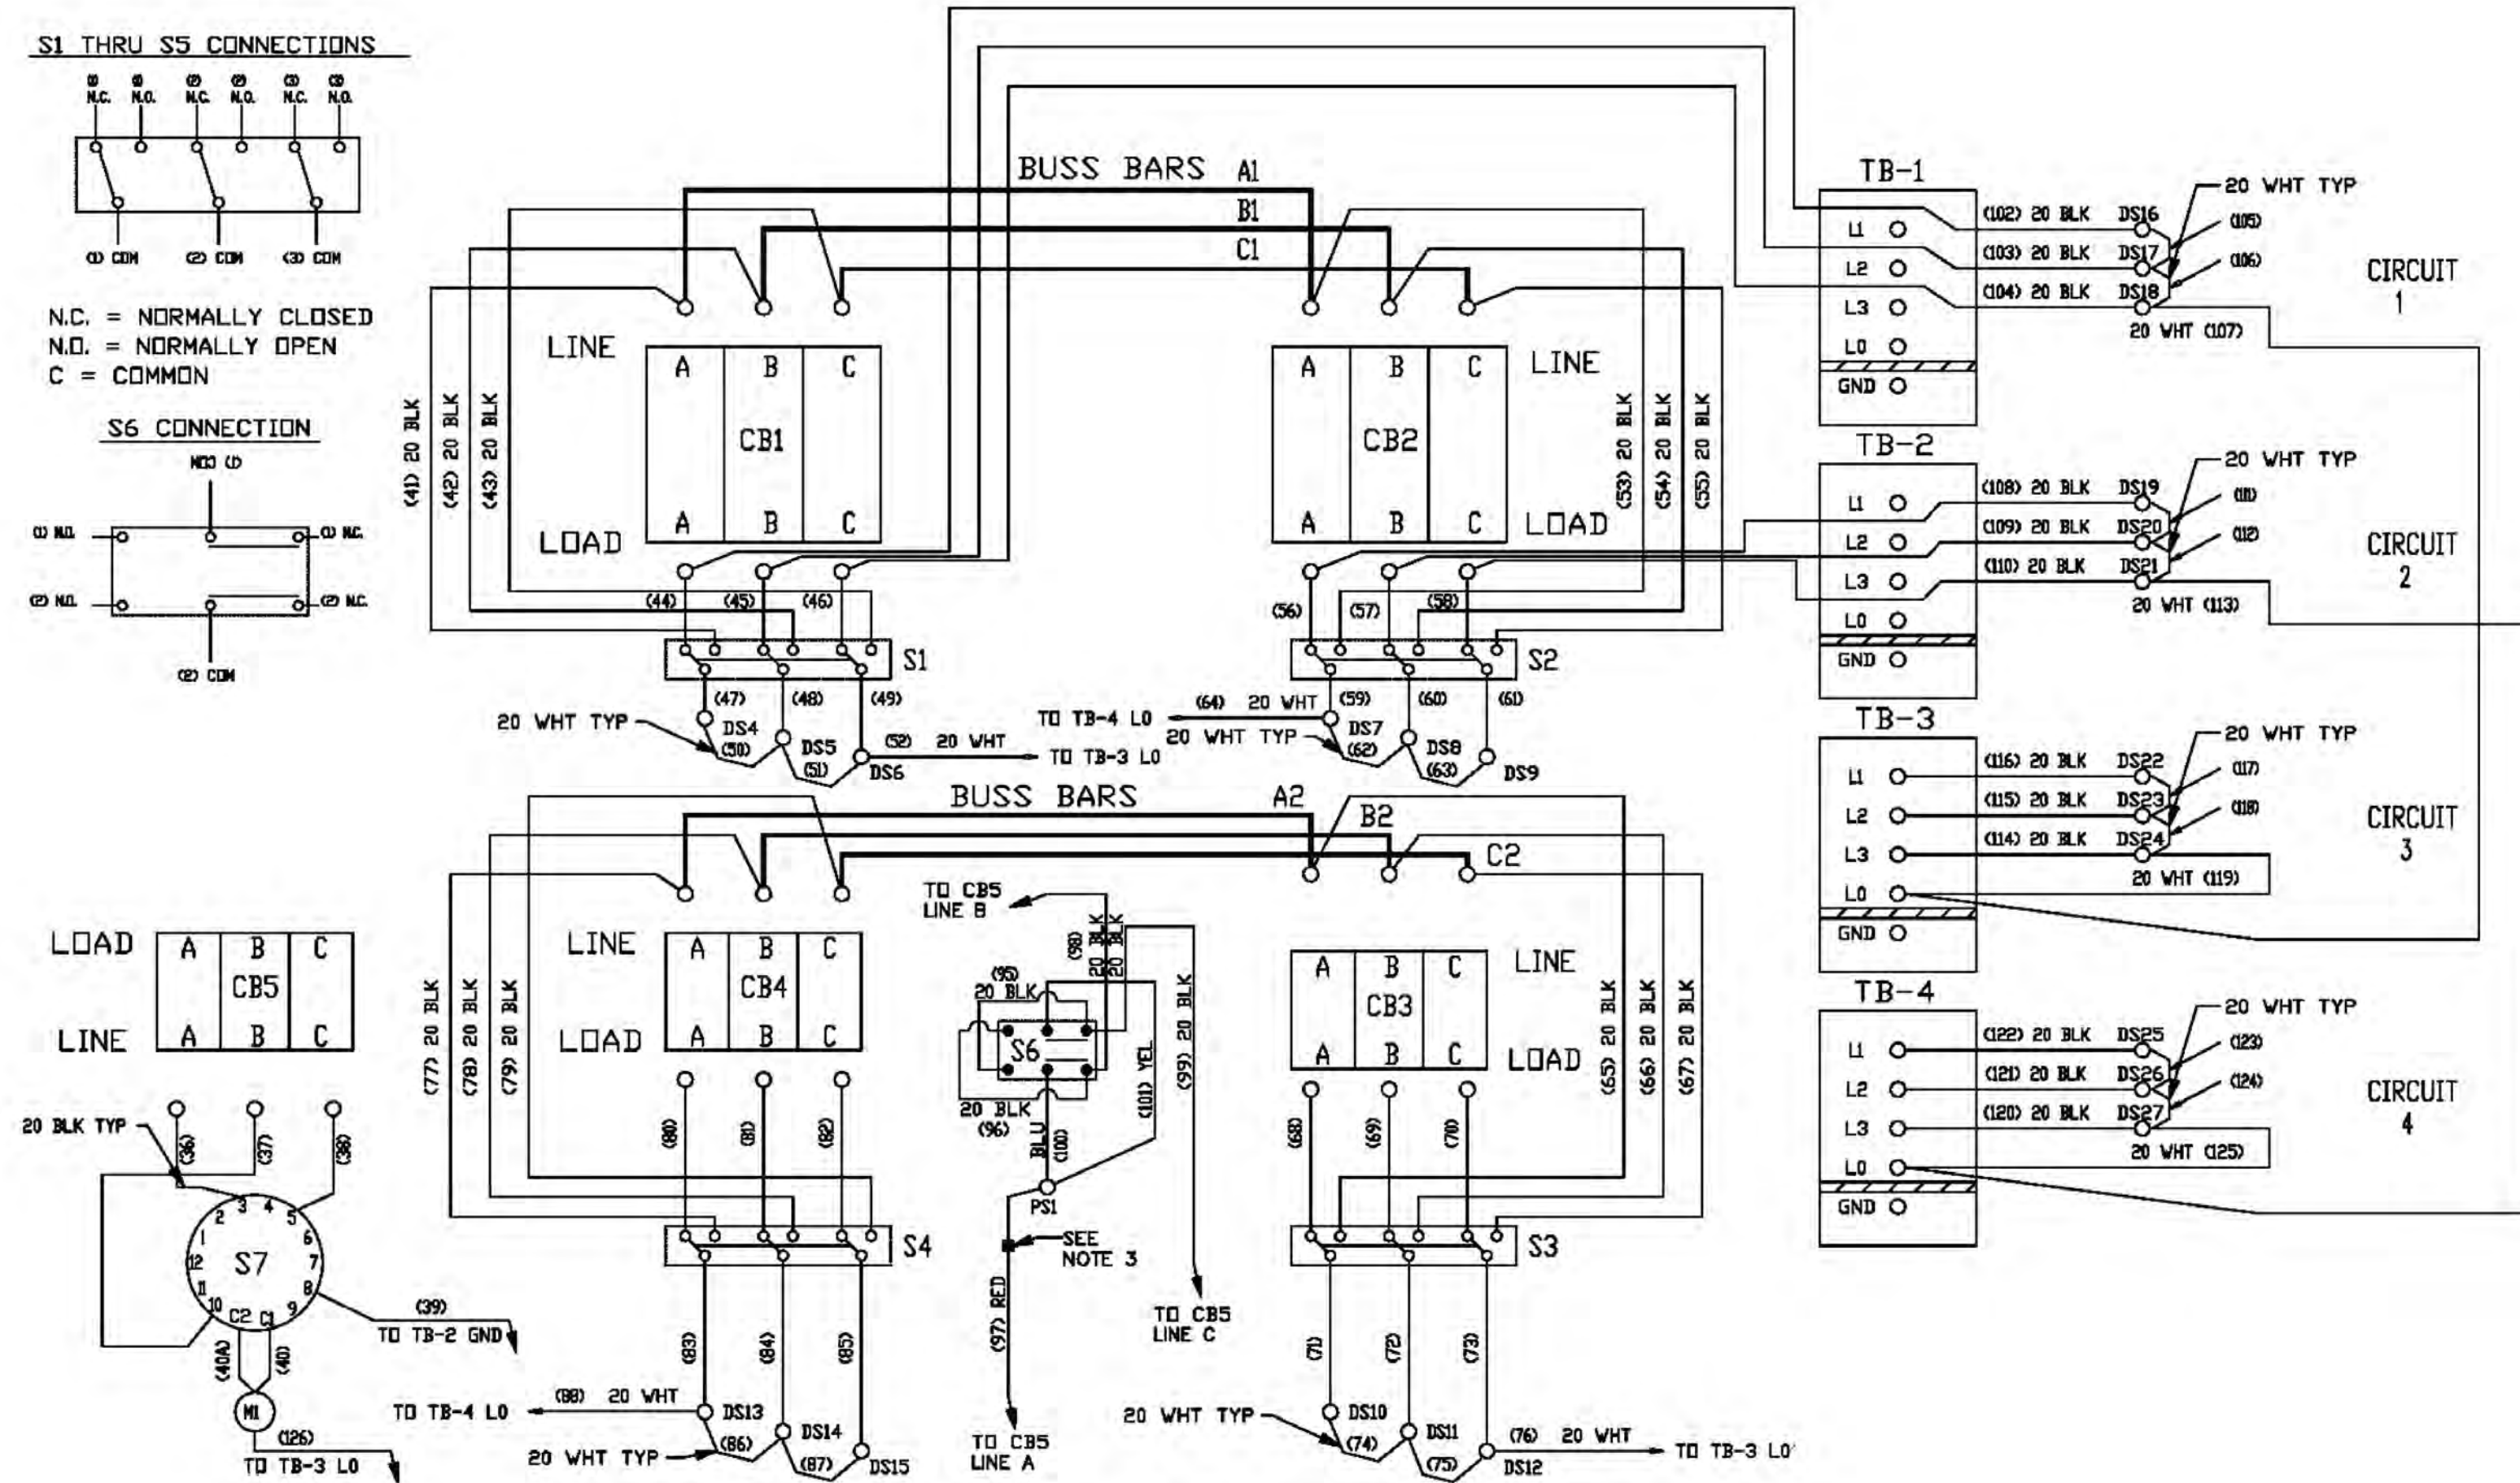 S1 THRU S5 CONNECTIONS
N.C. N.O. N.C. N.O. N.C. N.O.
(1) COM (2) COM (3) COM
N.C. = NORMALLY CLOSED
N.O. = NORMALLY OPEN
C = COMMON
S6 CONNECTION
(1) N.O.
(1) N.C.
(2) N.O.
(2) N.C.
(2) COM
BUSS BARS A1
B1
C1
LINE
A B C
CB1
A B C
LOAD
(41) 20 BLK
(42) 20 BLK
(43) 20 BLK
(44) (45) (46)
S1
(47) (48) (49)
20 WHT TYP
DS4
(50)
DS5
(51)
DS6
(52) 20 WHT
TO TB-3 L0
LINE
A B C
CB2
A B C
LOAD
(53) 20 BLK
(54) 20 BLK
(55) 20 BLK
(56) (57) (58)
S2
(59) (60) (61)
(64) 20 WHT
TO TB-4 L0
20 WHT TYP
DS7
(62)
DS8
(63)
DS9
BUSS BARS A2
B2
C2
LOAD
A B C
CB5
A B C
LINE
20 BLK TYP
(36) (37) (38)
1 2 3 4 5 6 7 8 9 10 11 12
S7
C2 C1
(39)
TO TB-2 GND
(40A) (40)
M1
(126)
TO TB-3 L0
LINE
A B C
CB4
A B C
LOAD
(77) 20 BLK
(78) 20 BLK
(79) 20 BLK
(80) (81) (82)
S4
(83) (84) (85)
(88) 20 WHT
TO TB-4 L0
DS13
(86)
DS14
20 WHT TYP
(87)
DS15
TO CB5
LINE B
(98)
20 BLK
20 BLK
(95)
20 BLK
S6
20 BLK
(96)
BLU
(100)
(101) YEL
(99) 20 BLK
PS1
SEE
NOTE 3
(97) RED
TO CB5
LINE C
TO CB5
LINE A
A B C
CB3
A B C
LINE
LOAD
(65) 20 BLK
(66) 20 BLK
(67) 20 BLK
(68) (69) (70)
S3
(71) (72) (73)
20 WHT TYP
DS10
(74)
DS11
(75)
DS12
(76) 20 WHT
TO TB-3 L0
TB-1
L1
L2
L3
L0
GND
(102) 20 BLK DS16
(103) 20 BLK DS17
(104) 20 BLK DS18
20 WHT TYP
(105)
(106)
20 WHT (107)
CIRCUIT
1
TB-2
L1
L2
L3
L0
GND
(108) 20 BLK DS19
(109) 20 BLK DS20
(110) 20 BLK DS21
20 WHT TYP
(111)
(112)
20 WHT (113)
CIRCUIT
2
TB-3
L1
L2
L3
L0
GND
(116) 20 BLK DS22
(115) 20 BLK DS23
(114) 20 BLK DS24
20 WHT TYP
(117)
(118)
20 WHT (119)
CIRCUIT
3
TB-4
L1
L2
L3
L0
GND
(122) 20 BLK DS25
(121) 20 BLK DS26
(120) 20 BLK DS27
20 WHT TYP
(123)
(124)
20 WHT (125)
CIRCUIT
4